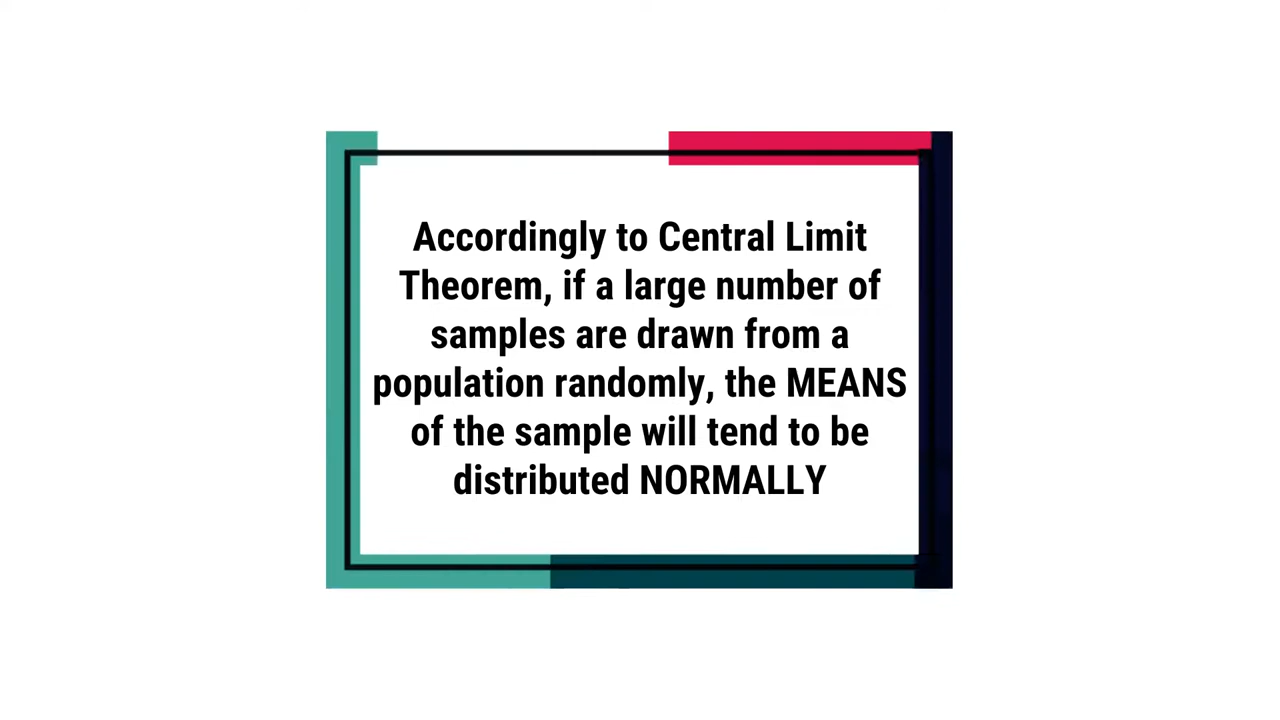 Accordingly to Central Limit
Theorem, if a large number of
samples are drawn from a
population randomly, the MEANS
of the sample will tend to be
distributed NORMALLY